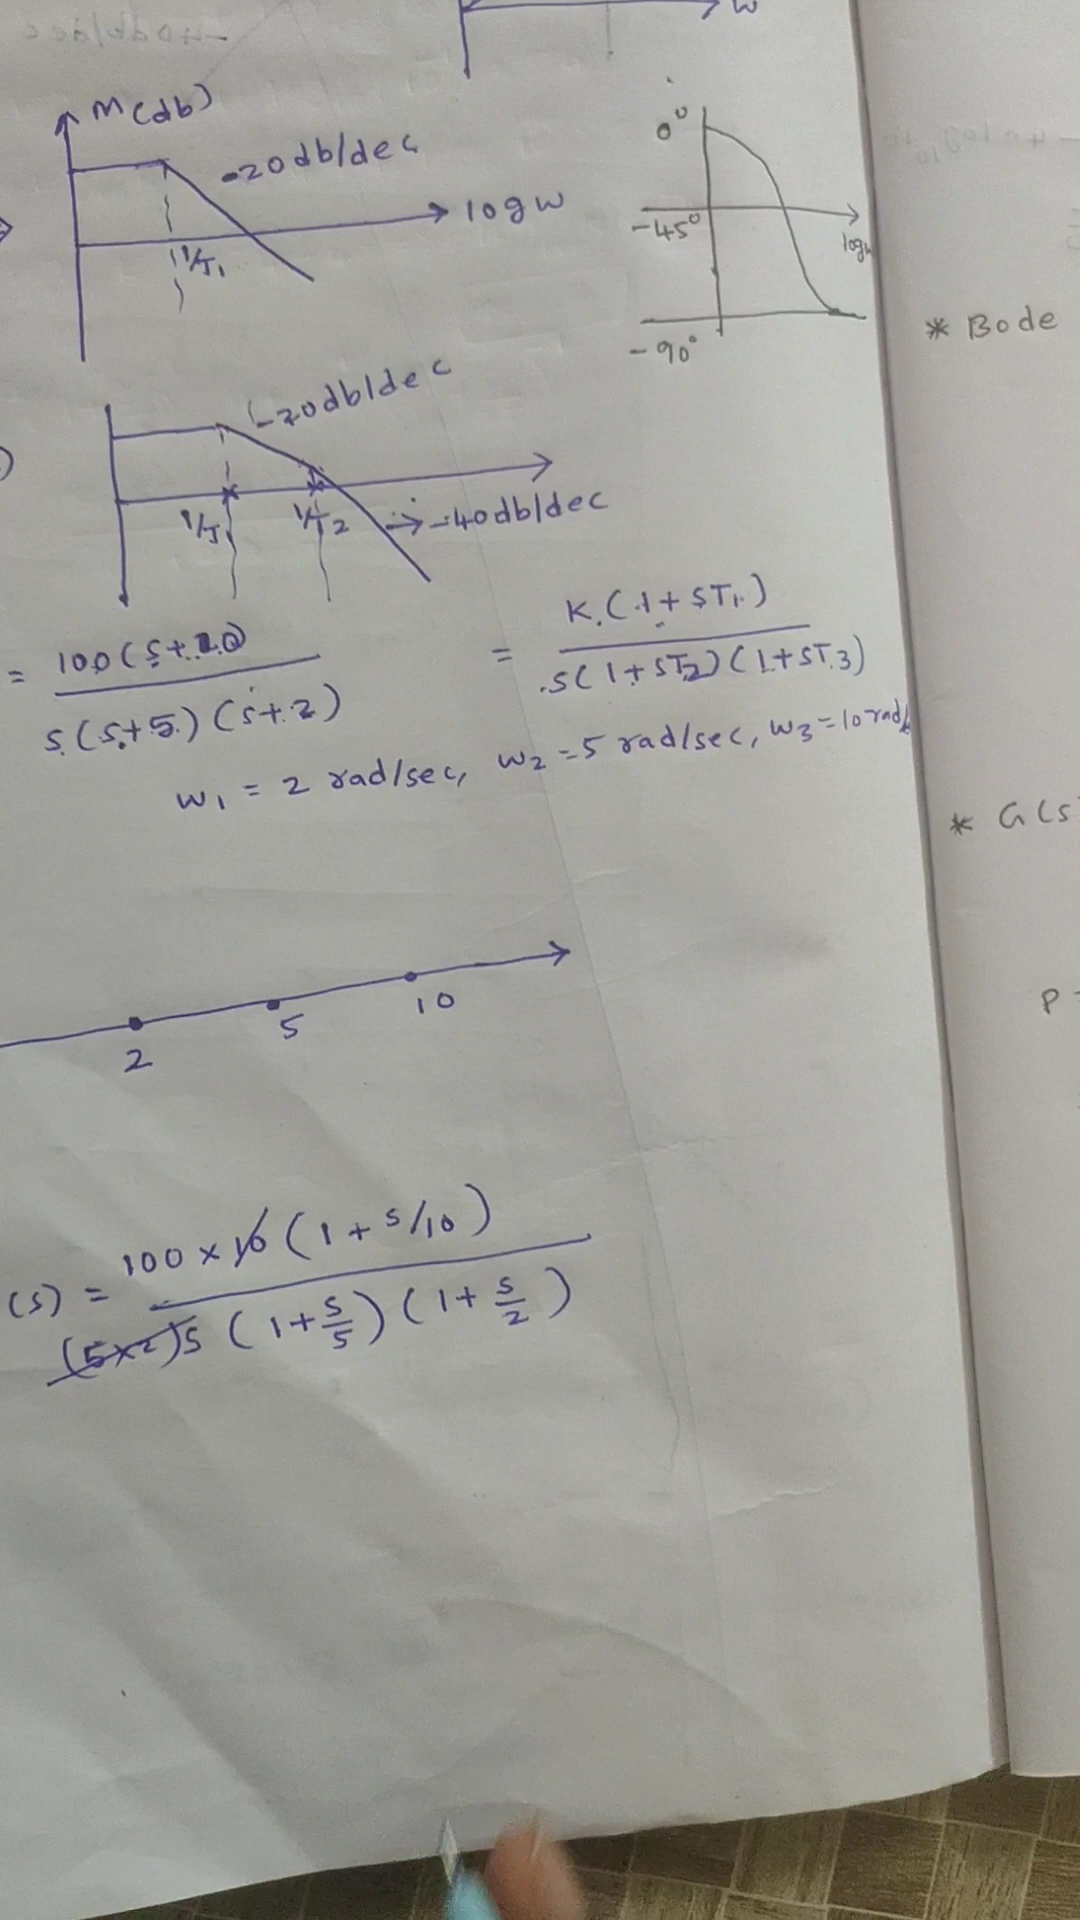 w
M(db)
-20db/dec
log w
1/T1
0°
-45°
-90°
log
* Bode
-20db/dec
1/T1
1/T2
→ -40db/dec
= 100(s+10) / s(s+5)(s+2) = K(1+ST1) / s(1+ST2)(1+ST3)
w1 = 2 rad/sec, w2 = 5 rad/sec, w3 = 10 rad/
* G(s)
2 5 10
P
(s) = 100 x 10 (1 + s/10) / (5x2)s (1 + s/5) (1 + s/2)